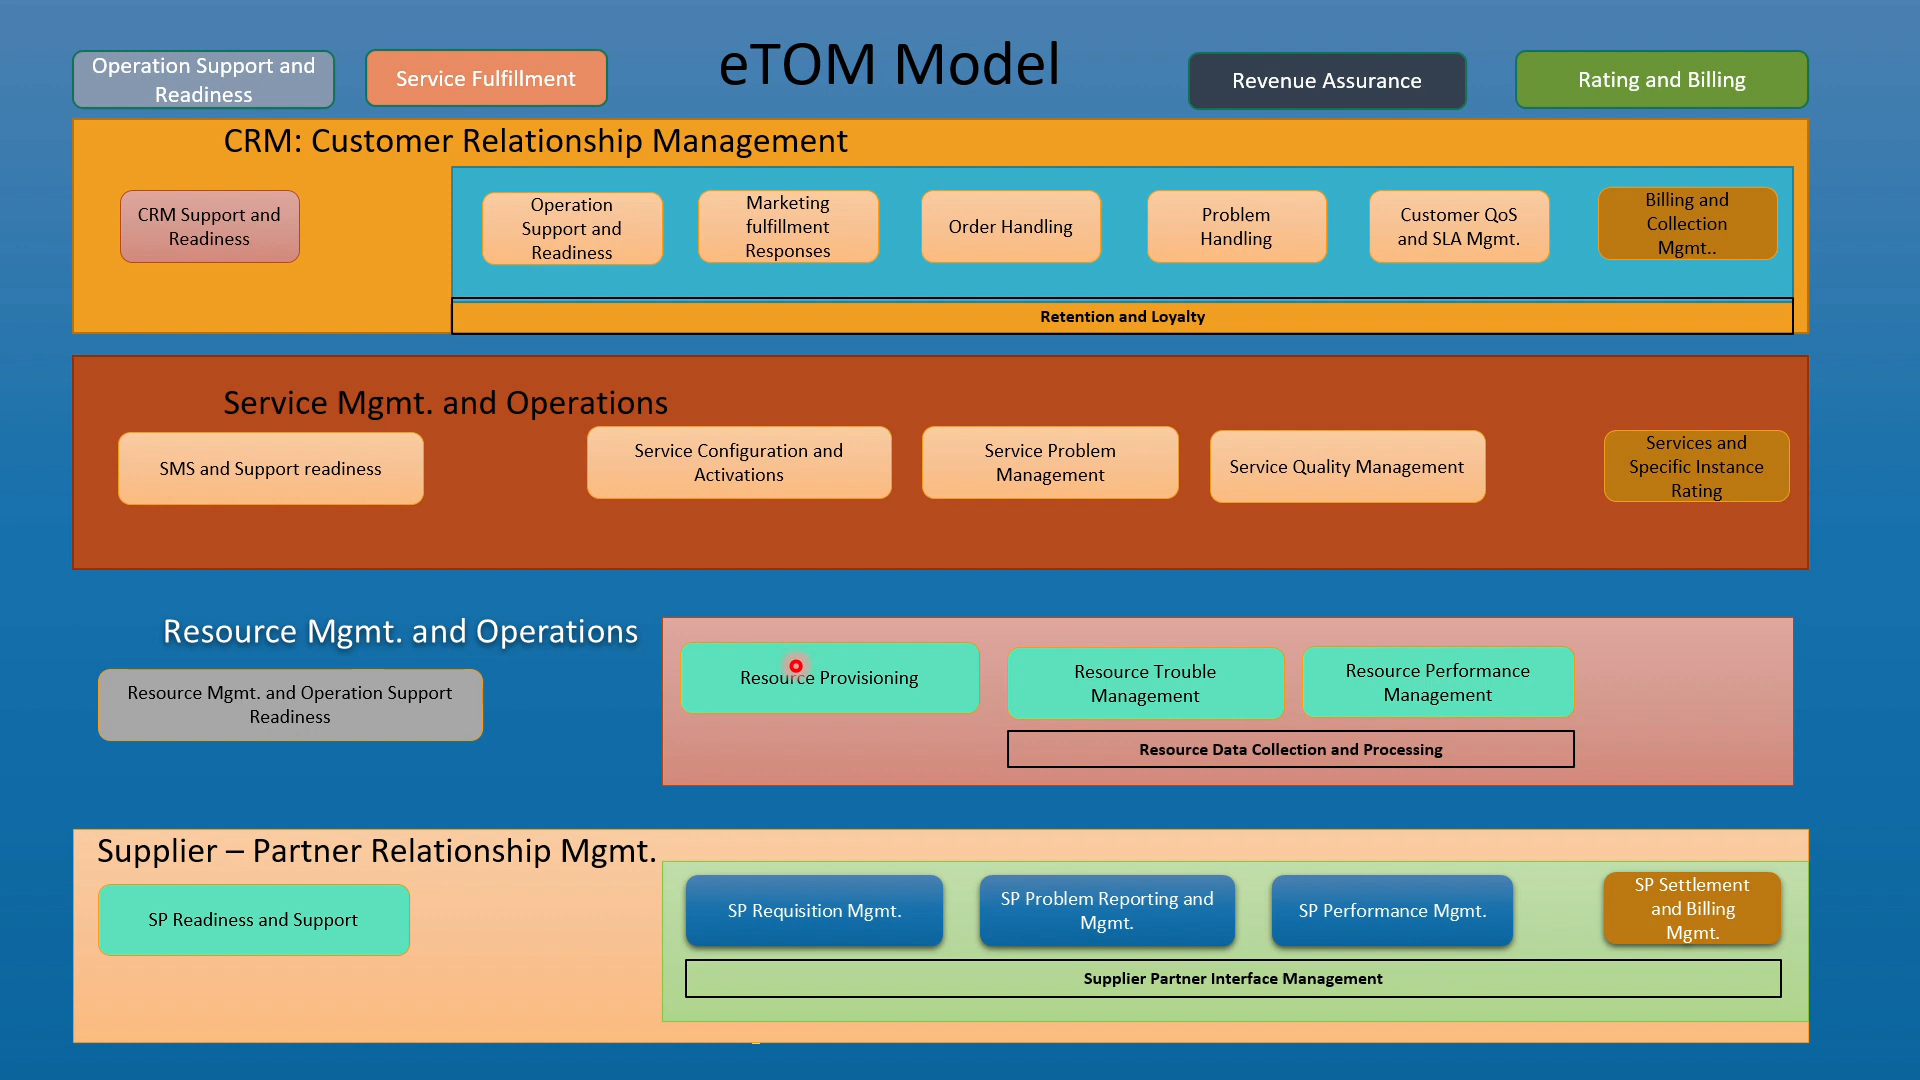 eTOM Model
Operation Support and
Readiness
Service Fulfillment
Revenue Assurance
Rating and Billing
CRM: Customer Relationship Management
CRM Support and
Readiness
Operation
Support and
Readiness
Marketing
fulfillment
Responses
Order Handling
Problem
Handling
Customer QoS
and SLA Mgmt.
Billing and
Collection
Mgmt..
Retention and Loyalty
Service Mgmt. and Operations
SMS and Support readiness
Service Configuration and
Activations
Service Problem
Management
Service Quality Management
Services and
Specific Instance
Rating
Resource Mgmt. and Operations
Resource Mgmt. and Operation Support
Readiness
Resource Provisioning
Resource Trouble
Management
Resource Performance
Management
Resource Data Collection and Processing
Supplier – Partner Relationship Mgmt.
SP Readiness and Support
SP Requisition Mgmt.
SP Problem Reporting and
Mgmt.
SP Performance Mgmt.
SP Settlement
and Billing
Mgmt.
Supplier Partner Interface Management